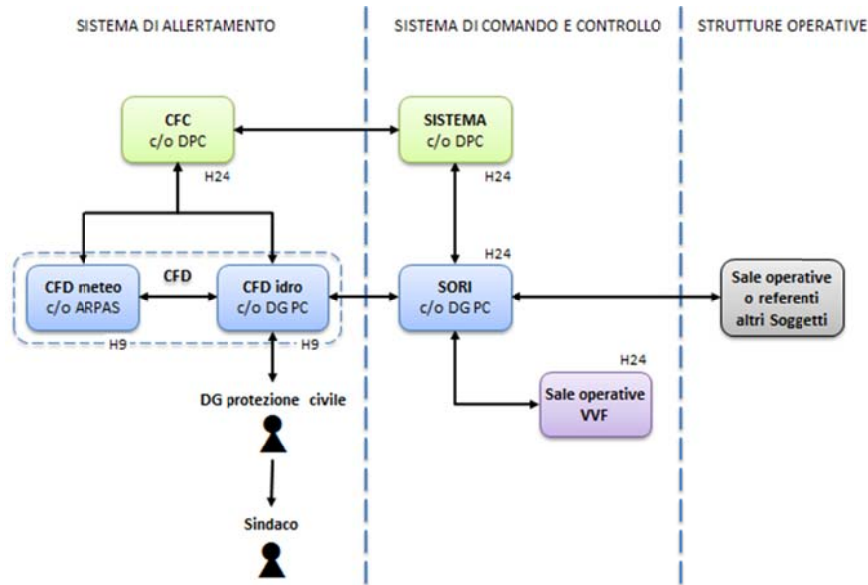 SISTEMA DI ALLERTAMENTO
SISTEMA DI COMANDO E CONTROLLO
STRUTTURE OPERATIVE
CFC
c/o DPC
H24
SISTEMA
c/o DPC
H24
CFD meteo
c/o ARPAS
H9
CFD
CFD idro
c/o DG PC
H9
H24
SORI
c/o DG PC
Sale operative
o referenti
altri Soggetti
H24
Sale operative
VVF
DG protezione civile
Sindaco